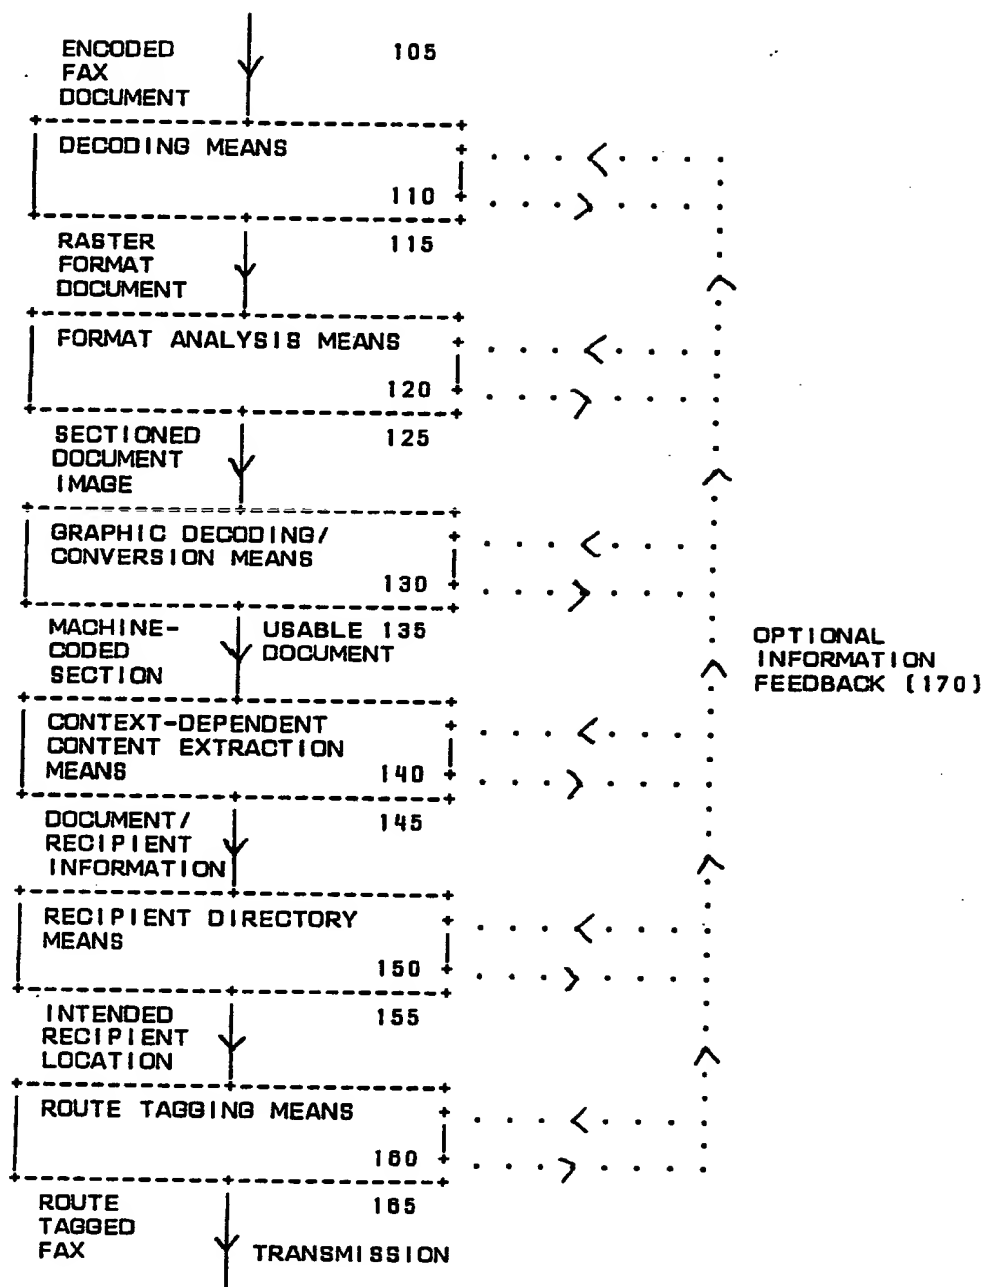 ENCODED 105
FAX
DOCUMENT
DECODING MEANS
110
RASTER 115
FORMAT
DOCUMENT
FORMAT ANALYSIS MEANS
120
SECTIONED 125
DOCUMENT
IMAGE
GRAPHIC DECODING/
CONVERSION MEANS
130
MACHINE- USABLE 135
CODED DOCUMENT
SECTION
OPTIONAL
INFORMATION
FEEDBACK (170)
CONTEXT-DEPENDENT
CONTENT EXTRACTION
MEANS 140
DOCUMENT/ 145
RECIPIENT
INFORMATION
RECIPIENT DIRECTORY
MEANS
150
INTENDED 155
RECIPIENT
LOCATION
ROUTE TAGGING MEANS
160
ROUTE 165
TAGGED
FAX TRANSMISSION